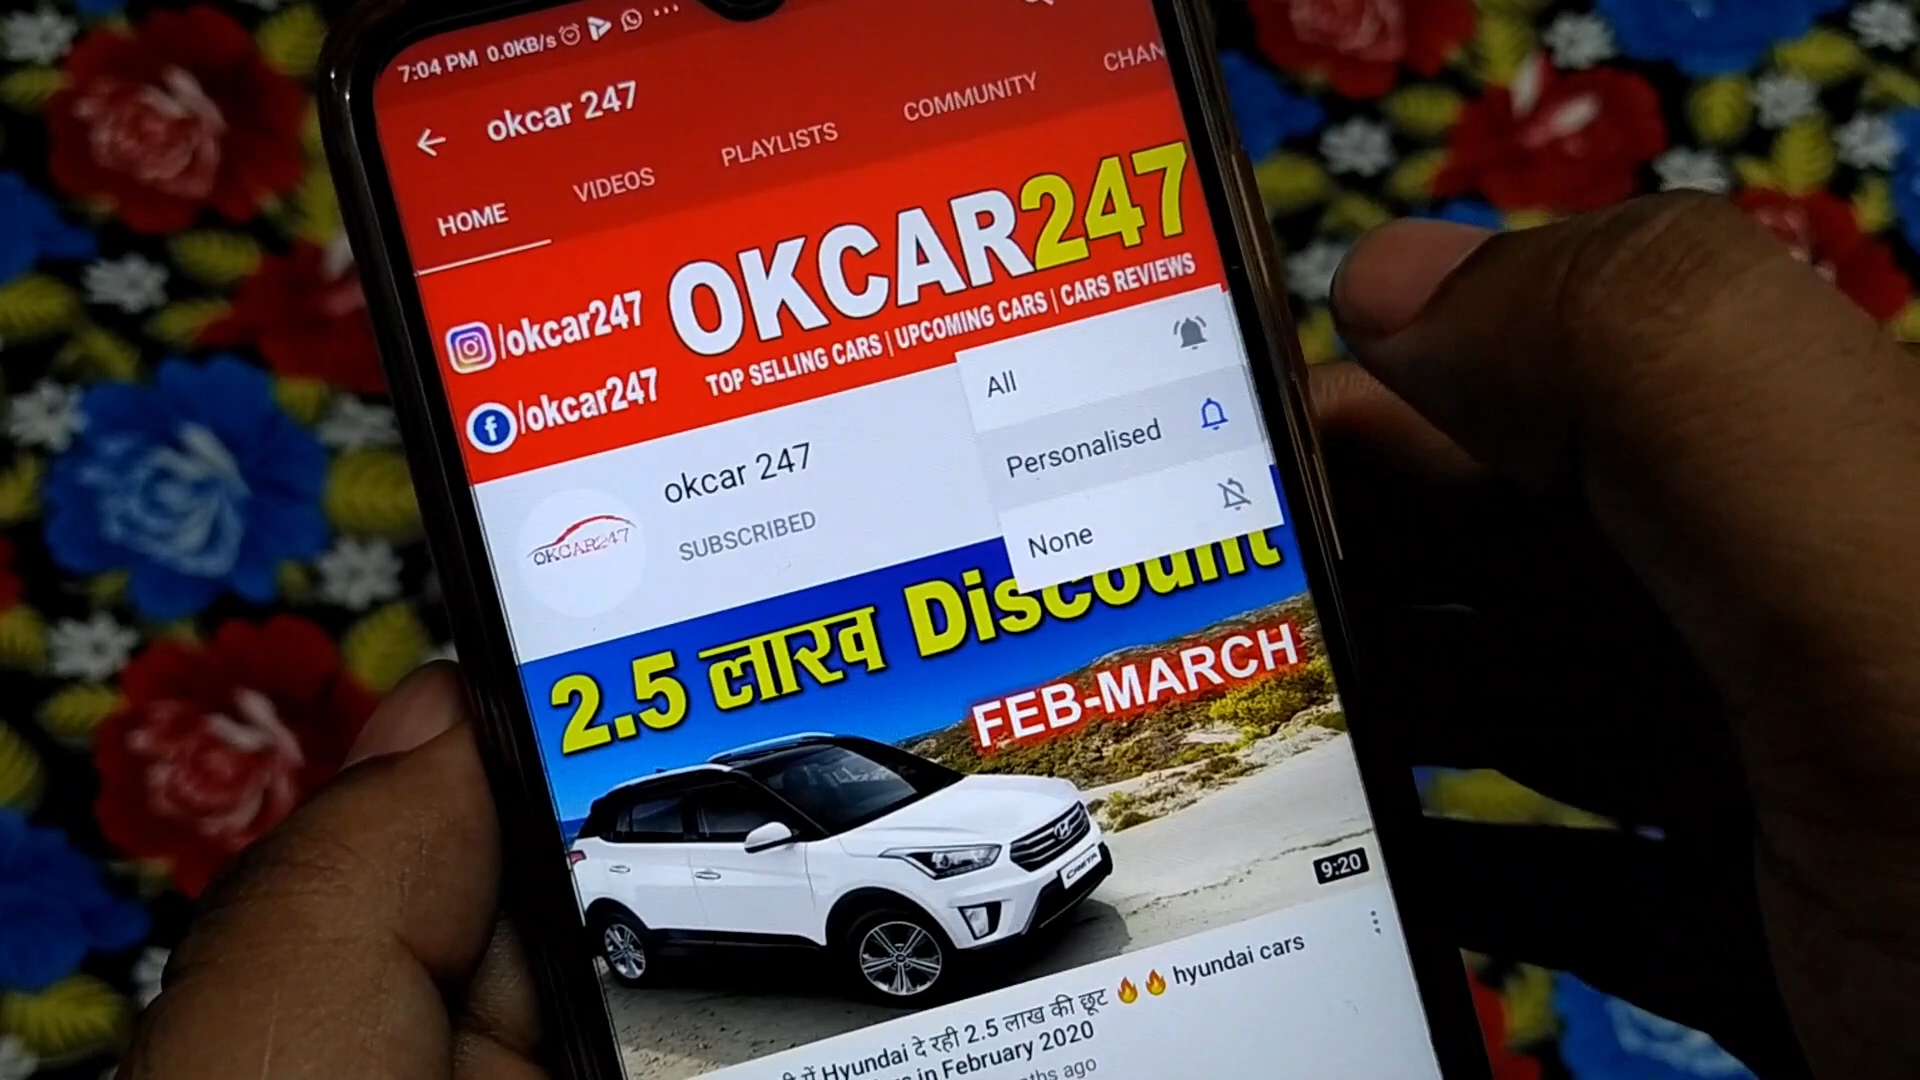 7:04 PM 0.0KB/s
okcar 247
HOME VIDEOS PLAYLISTS COMMUNITY CHAN
OKCAR247
TOP SELLING CARS | UPCOMING CARS | CARS REVIEWS
/okcar247
f/okcar247
All
Personalised
None
OKCAR247
okcar 247
SUBSCRIBED
2.5 लाख Discount
FEB-MARCH
CRETA
9:20
में Hyundai दे रही 2.5 लाख की छूट 🔥🔥 hyundai cars
in February 2020
ago